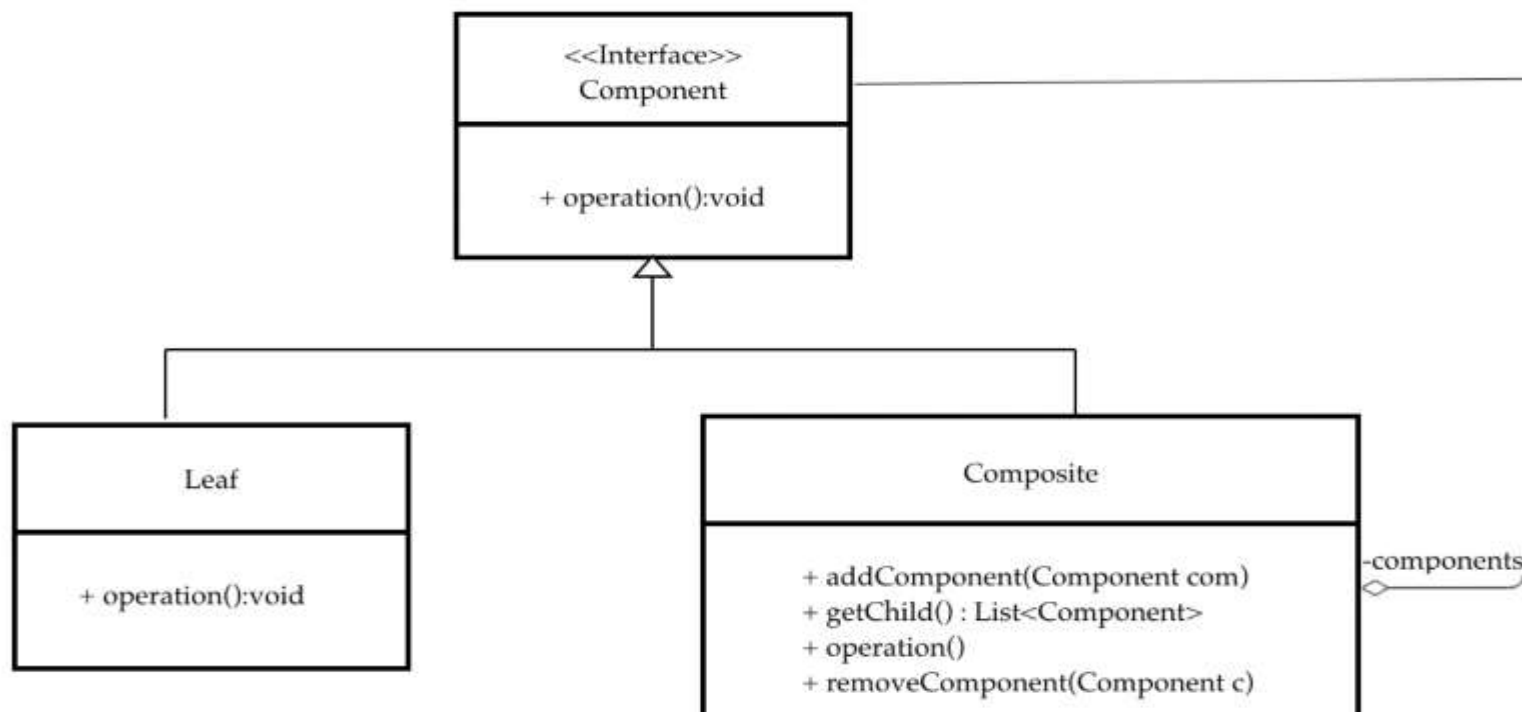 <<Interface>>
Component
+ operation():void
Leaf
+ operation():void
Composite
+ addComponent(Component com)
+ getChild() : List<Component>
+ operation()
+ removeComponent(Component c)
-components